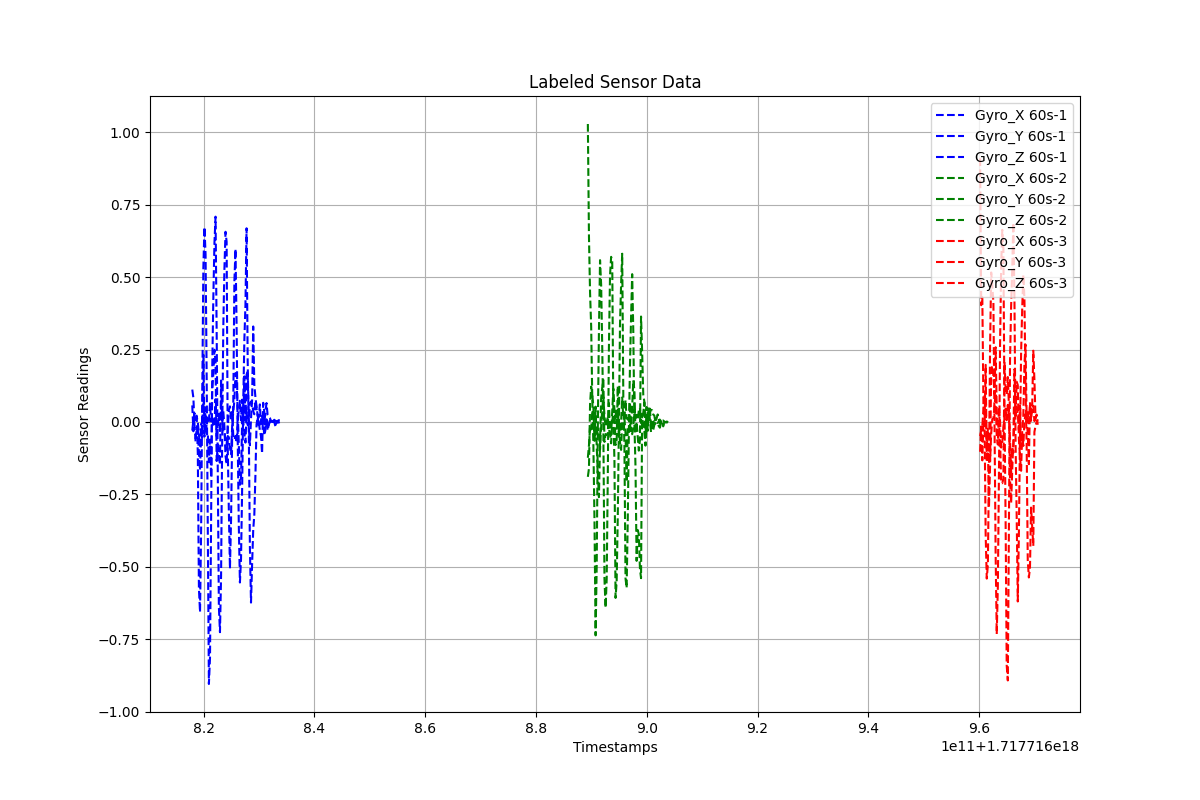 Labeled Sensor Data
Gyro_X 60s-1
Gyro_Y 60s-1
Gyro_Z 60s-1
Gyro_X 60s-2
Gyro_Y 60s-2
Gyro_Z 60s-2
Gyro_X 60s-3
Gyro_Y 60s-3
Gyro_Z 60s-3
Sensor Readings
1.00
0.75
0.50
0.25
0.00
−0.25
−0.50
−0.75
−1.00
8.2 8.4 8.6 8.8 9.0 9.2 9.4 9.6
Timestamps
1e11+1.717716e18